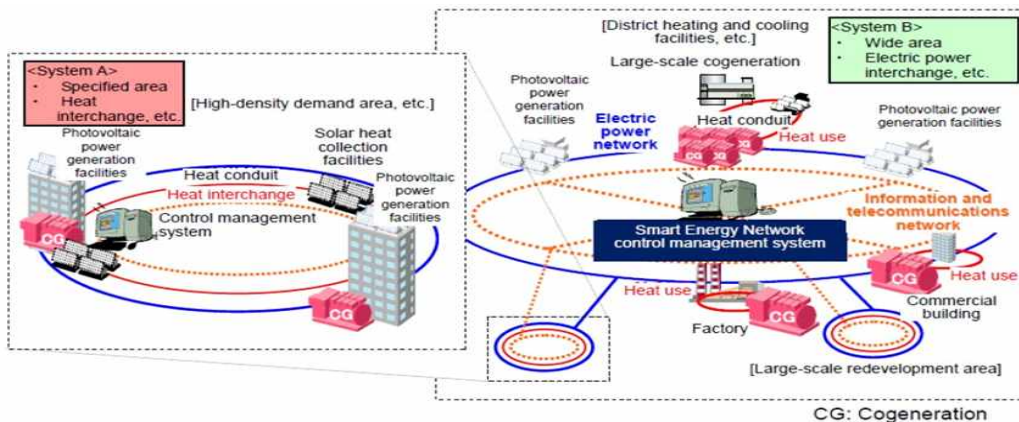 <System A>
· Specified area
· Heat
interchange, etc.
[High-density demand area, etc.]
Photovoltaic
power
generation
facilities
Solar heat
collection
facilities
Photovoltaic
power
generation
facilities
Heat conduit
Heat interchange
Control management
system
CG
CG
[District heating and cooling
facilities, etc.]
Large-scale cogeneration
<System B>
· Wide area
· Electric power
interchange, etc.
Photovoltaic
power
generation
facilities
Electric
power
network
Heat conduit
Heat use
CG
Photovoltaic power
generation facilities
Information and
telecommunications
network
Smart Energy Network
control management system
Heat use
CG
Factory
CG
Heat use
Commercial
building
[Large-scale redevelopment area]
CG: Cogeneration